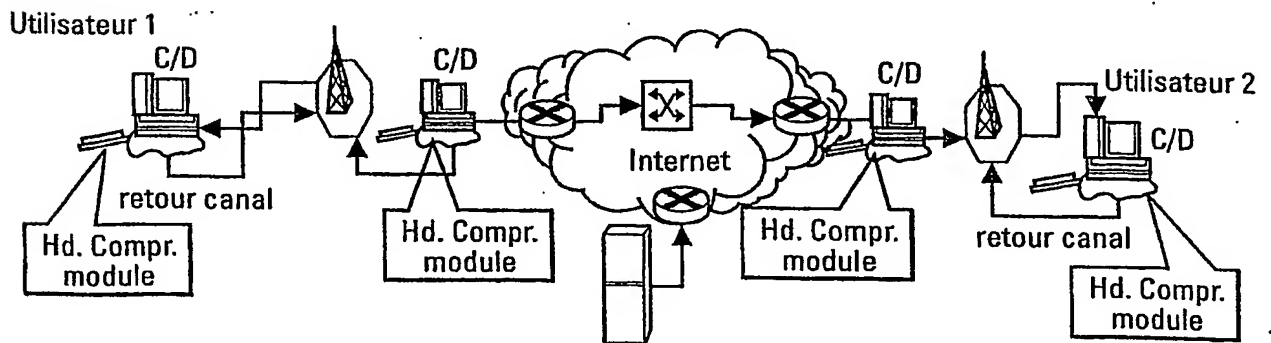 Utilisateur 1
C/D
C/D
C/D
Utilisateur 2
C/D
Internet
retour canal
retour canal
Hd. Compr.
module
Hd. Compr.
module
Hd. Compr.
module
Hd. Compr.
module